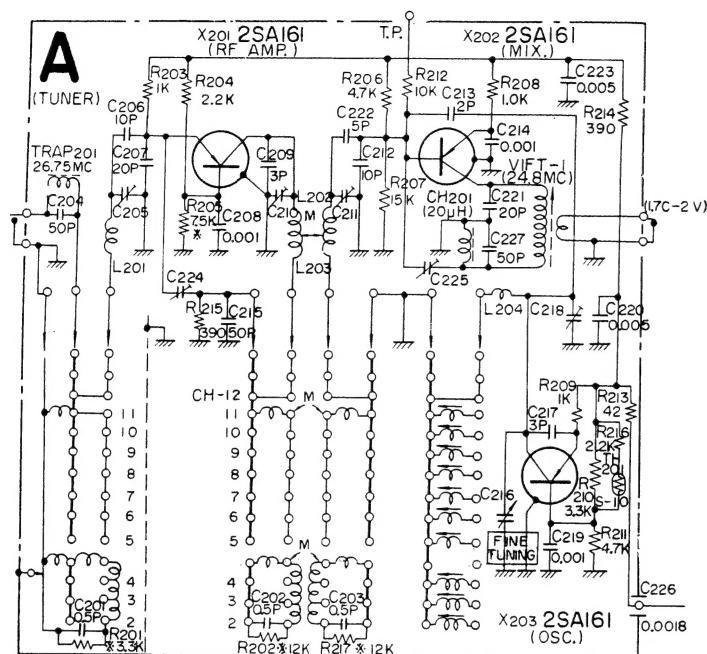 A
(TUNER)
X201 2SA161
(RF AMP.)
T.P.
X202 2SA161
(MIX.)
R203
1K
R204
2.2K
R206
4.7K
R212
10K
C213
2P
R208
1.0K
C223
0.005
R214
390
C206
10P
C222
5P
C214
0.001
TRAP201
26.75MC
C207
20P
C209
3P
C212
10P
VIFT-1
(24.8MC)
C204
50P
C205
R205
7.5K
※
C208
0.001
C210
L202
M
C211
R207
15K
CH201
(20μH)
C221
20P
C227
50P
(1.7C-2V)
L201
L203
C224
C225
R215
390
C215
50P
L204
C218
C220
0.005
CH-12
M
11
10
9
8
7
6
5
4
3
2
11
10
9
8
7
6
5
4
3
2
M
R209
1K
C217
3P
R213
42
R216
2.2K
TH
201
S-10
R
210
3.3K
C216
FINE
TUNING
C219
0.001
R211
4.7K
C201
0.5P
R201
※3.3K
C202
0.5P
R202※12K
C203
0.5P
R217※12K
X203 2SA161
(OSC.)
C226
0.0018